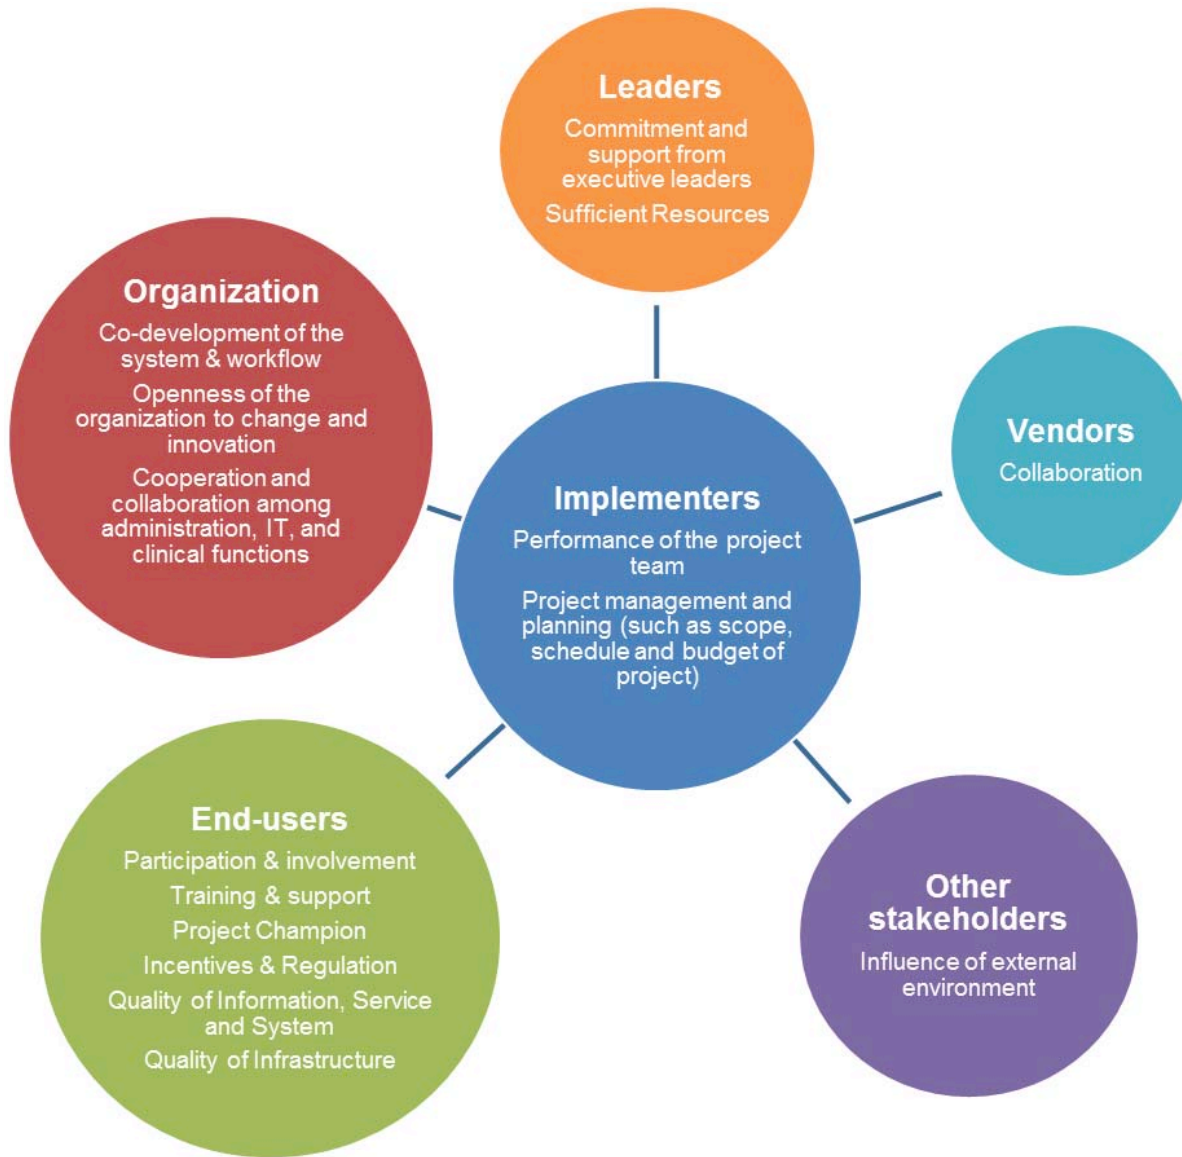 Leaders
Commitment and
support from
executive leaders
Sufficient Resources
Organization
Co-development of the
system & workflow
Openness of the
organization to change and
innovation
Cooperation and
collaboration among
administration, IT, and
clinical functions
Vendors
Collaboration
Implementers
Performance of the project
team
Project management and
planning (such as scope,
schedule and budget of
project)
End-users
Participation & involvement
Training & support
Project Champion
Incentives & Regulation
Quality of Information, Service
and System
Quality of Infrastructure
Other
stakeholders
Influence of external
environment